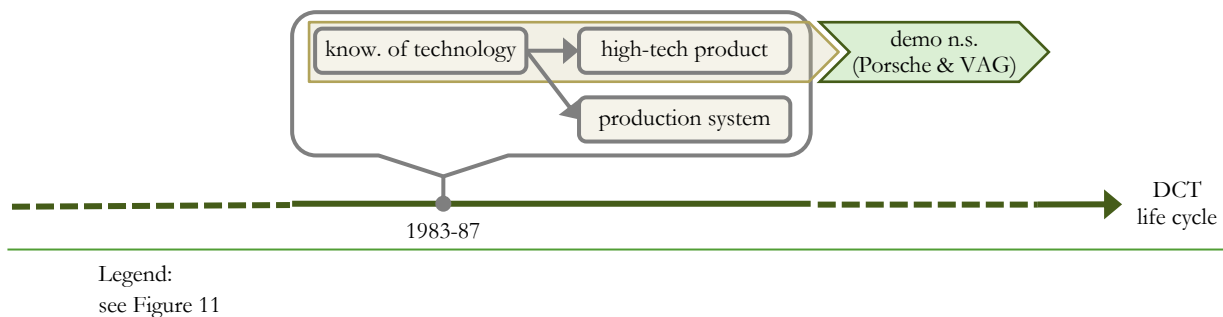 know. of technology
high-tech product
demo n.s.
(Porsche & VAG)
production system
DCT
life cycle
1983-87
Legend:
see Figure 11